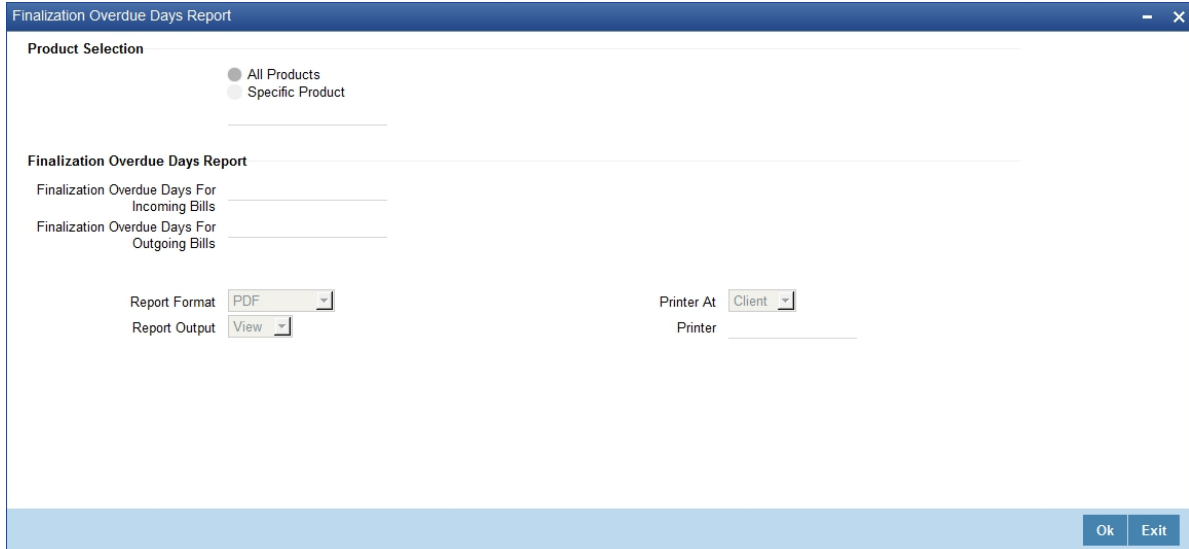 Finalization Overdue Days Report
Product Selection
All Products
Specific Product
Finalization Overdue Days Report
Finalization Overdue Days For
Incoming Bills
Finalization Overdue Days For
Outgoing Bills
Report Format PDF Printer At Client
Report Output View Printer
Ok Exit